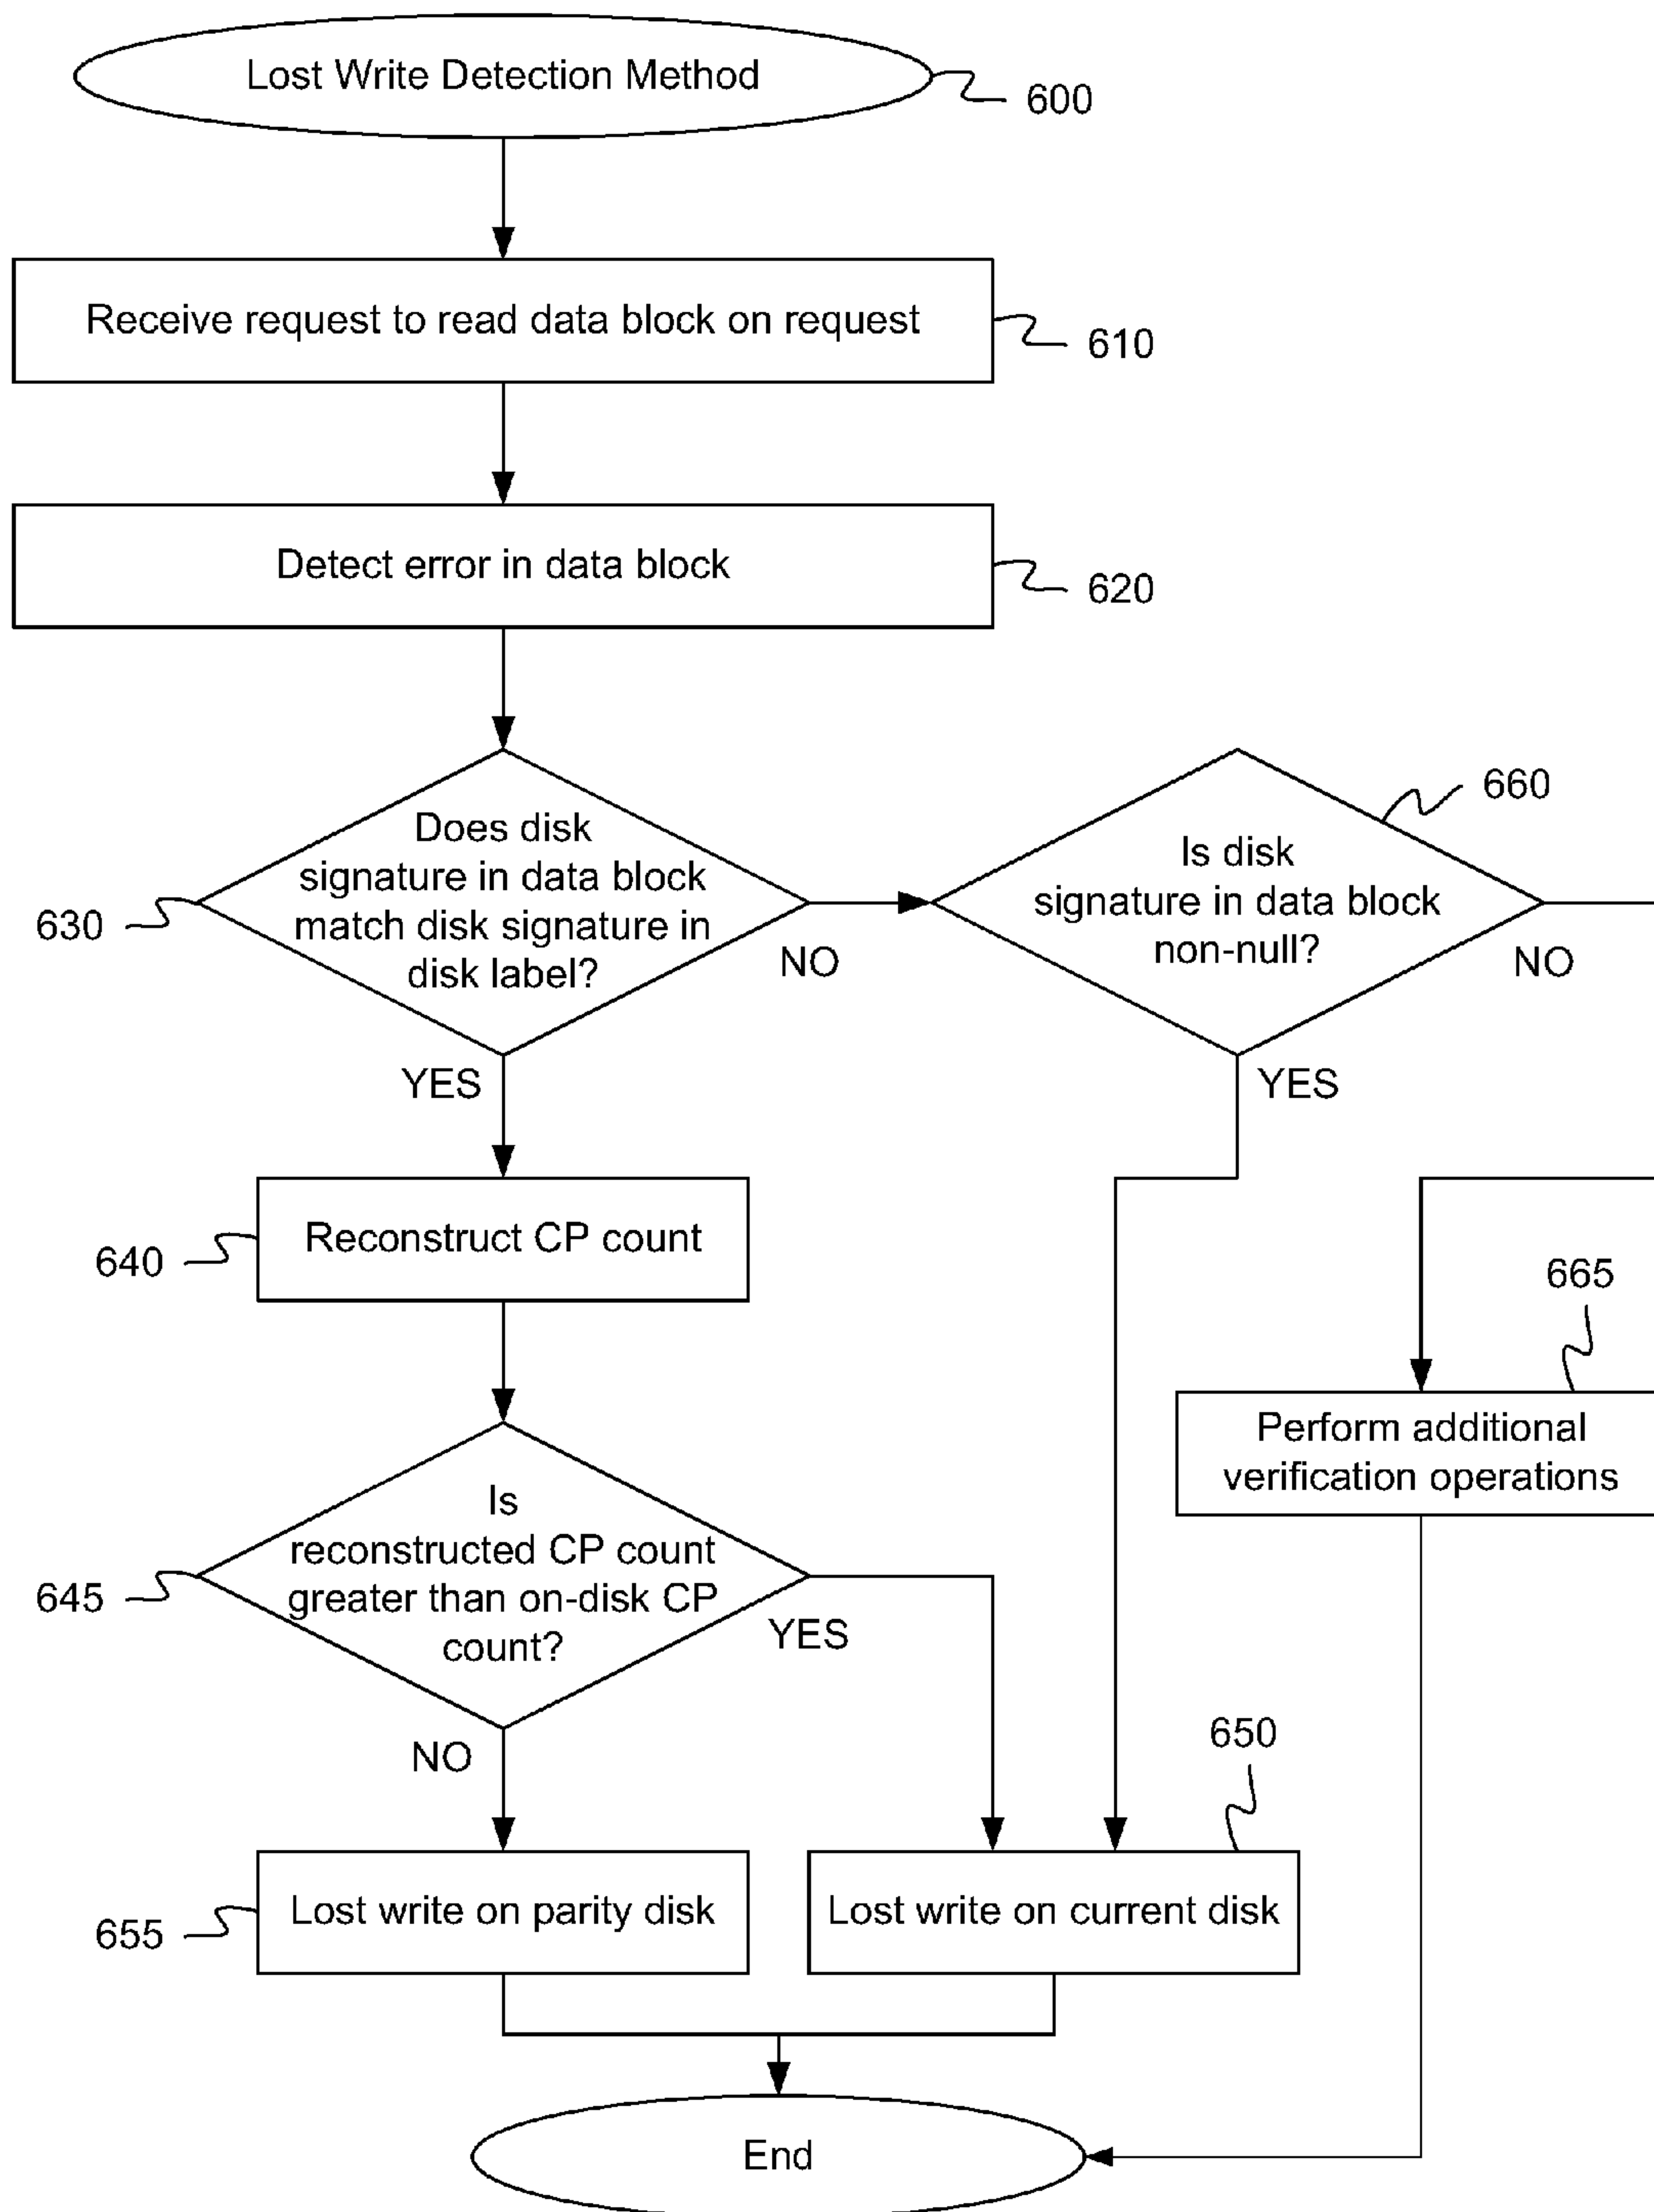 Lost Write Detection Method
600
Receive request to read data block on request
610
Detect error in data block
620
Does disk
signature in data block
match disk signature in
disk label?
630
NO
YES
Is disk
signature in data block
non-null?
660
NO
YES
Reconstruct CP count
640
665
Perform additional
verification operations
Is
reconstructed CP count
greater than on-disk CP
count?
645
YES
NO
650
Lost write on parity disk
655
Lost write on current disk
End